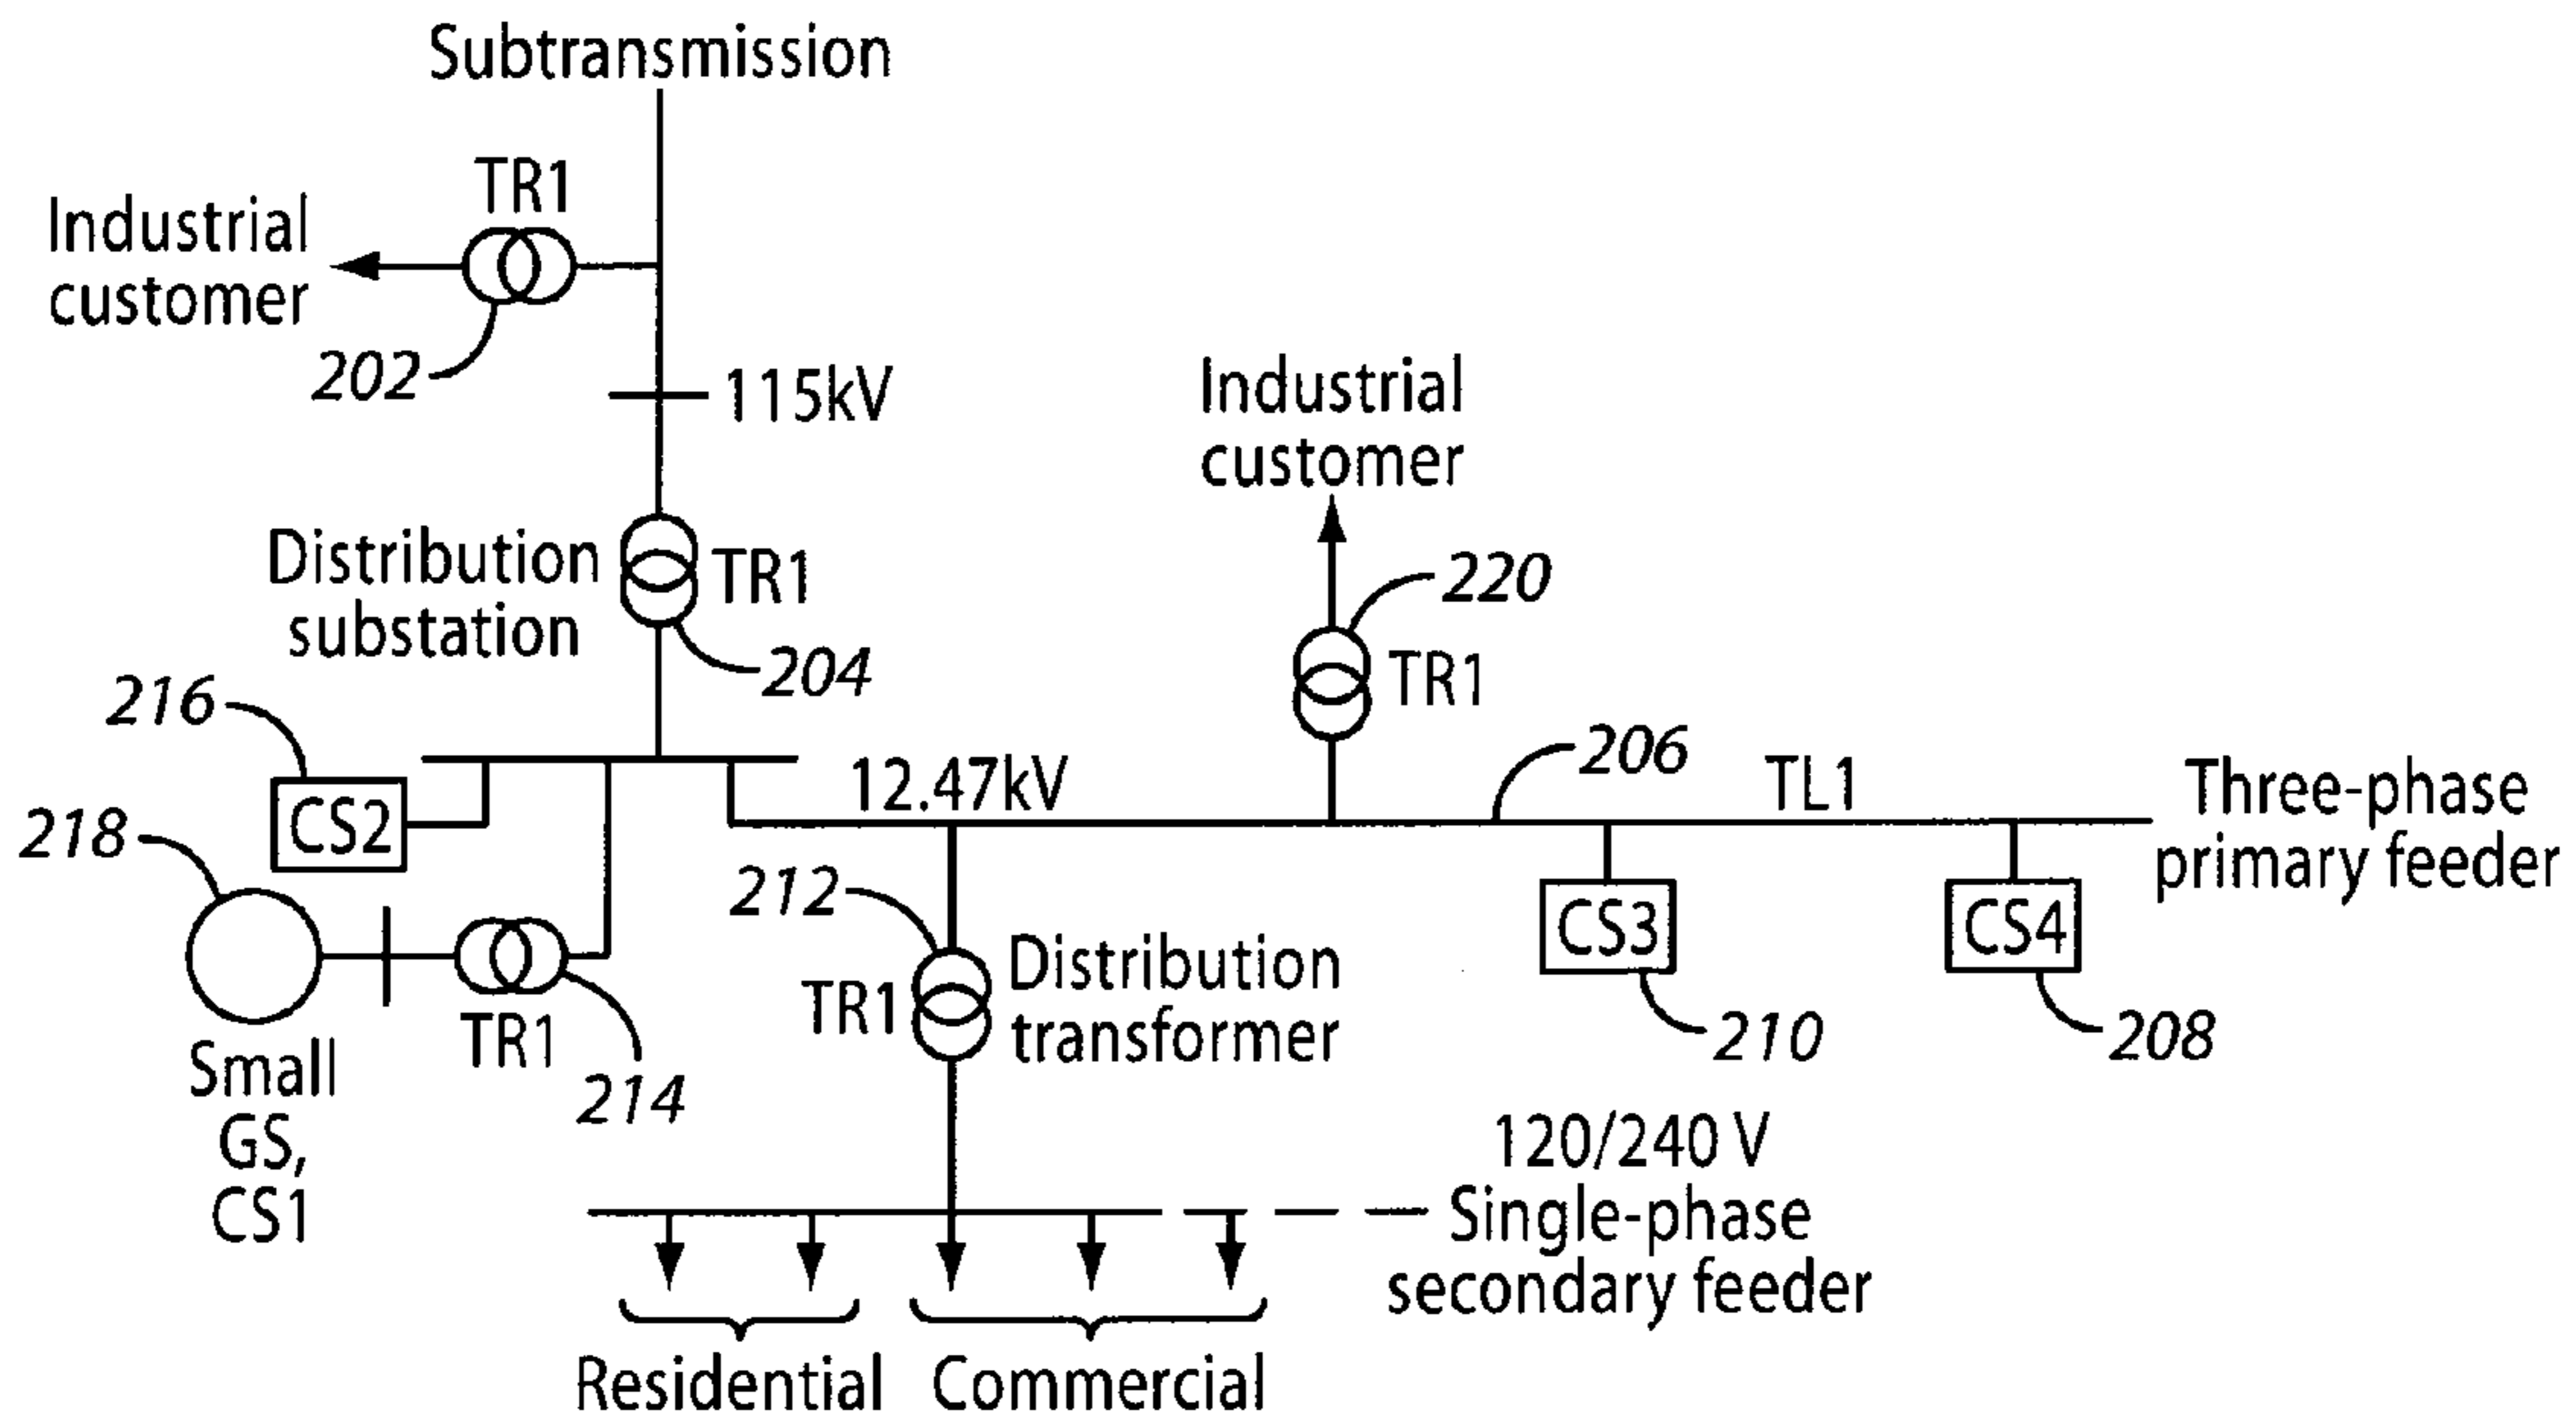 Subtransmission
TR1
Industrial
customer
202
115kV
Industrial
customer
Distribution
substation
TR1
204
220
TR1
216
CS2
218
12.47kV
206
TL1
Three-phase
primary feeder
212
CS3
CS4
TR1
Distribution
transformer
210
208
TR1
214
Small
GS,
CS1
120/240 V
Single-phase
secondary feeder
Residential
Commercial